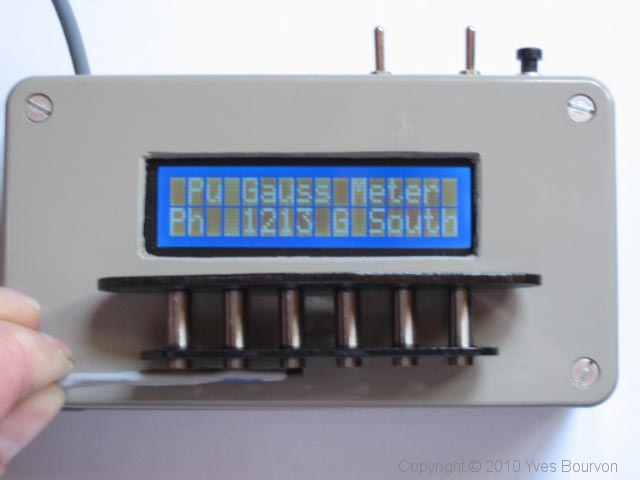 Pu Gauss Meter
Ph 1213 G South
Copyright © 2010 Yves Bourvon